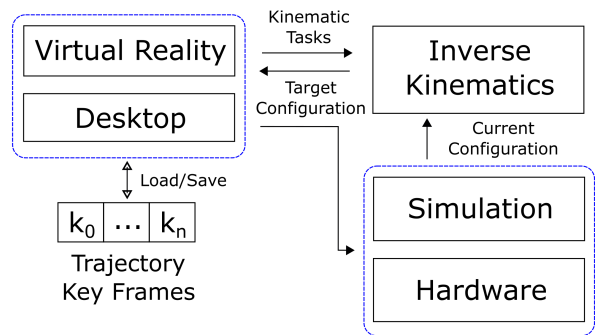 Virtual Reality
Desktop
Kinematic
Tasks
Target
Configuration
Inverse
Kinematics
Current
Configuration
Simulation
Hardware
Load/Save
k₀ ... kₙ
Trajectory
Key Frames